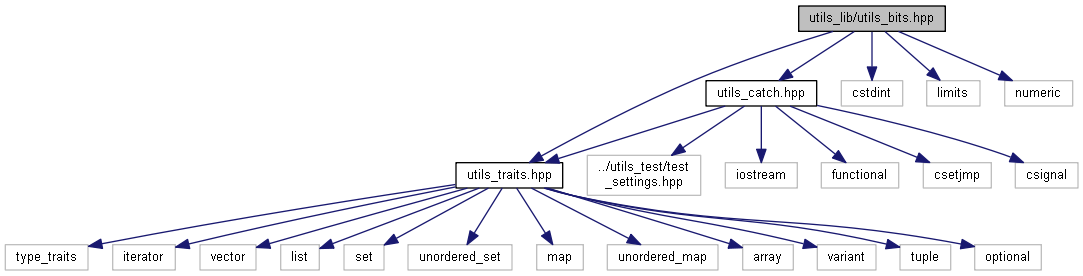 utils_lib/utils_bits.hpp
utils_catch.hpp
cstdint
limits
numeric
utils_traits.hpp
../utils_test/test
_settings.hpp
iostream
functional
csetjmp
csignal
type_traits
iterator
vector
list
set
unordered_set
map
unordered_map
array
variant
tuple
optional